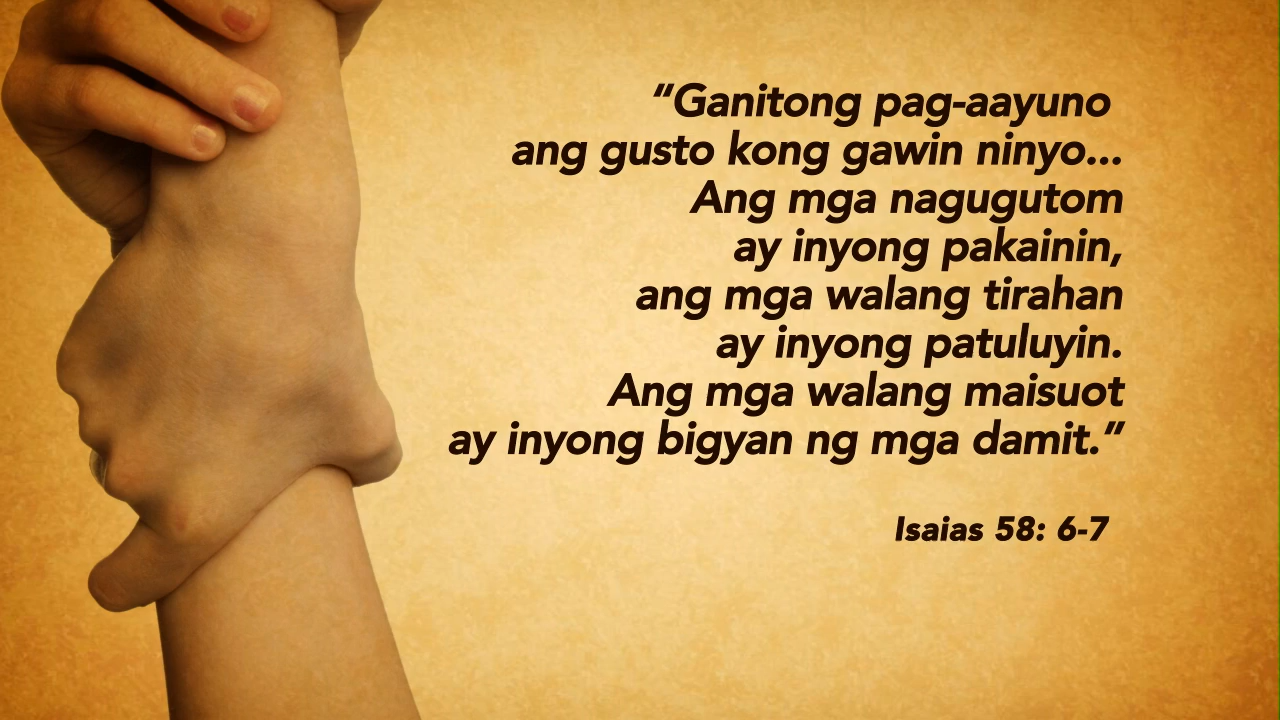 “Ganitong pag-aayuno
ang gusto kong gawin ninyo...
Ang mga nagugutom
ay inyong pakainin,
ang mga walang tirahan
ay inyong patuluyin.
Ang mga walang maisuot
ay inyong bigyan ng mga damit.”
Isaias 58: 6-7